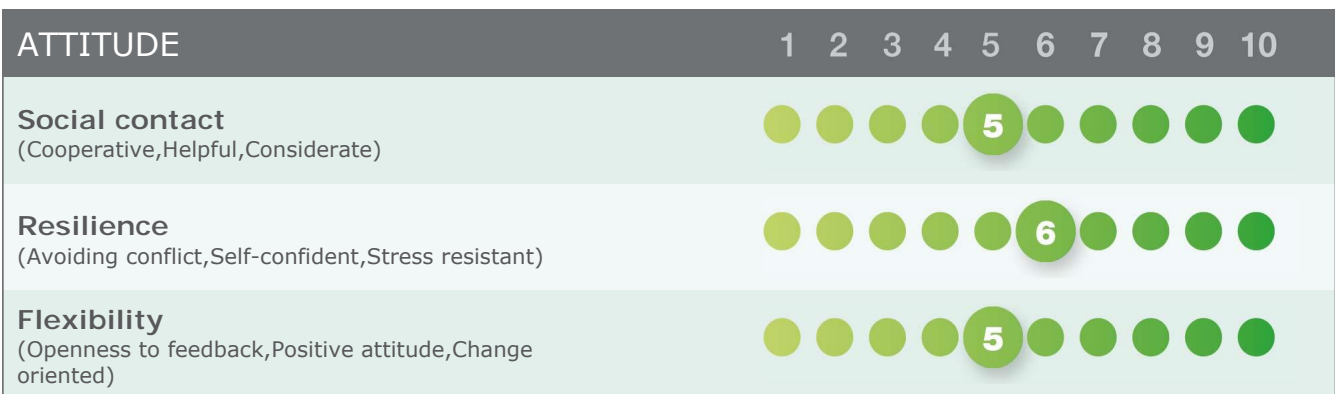 ATTITUDE 1 2 3 4 5 6 7 8 9 10
Social contact
(Cooperative,Helpful,Considerate)
5
Resilience
(Avoiding conflict,Self-confident,Stress resistant)
6
Flexibility
(Openness to feedback,Positive attitude,Change
oriented)
5